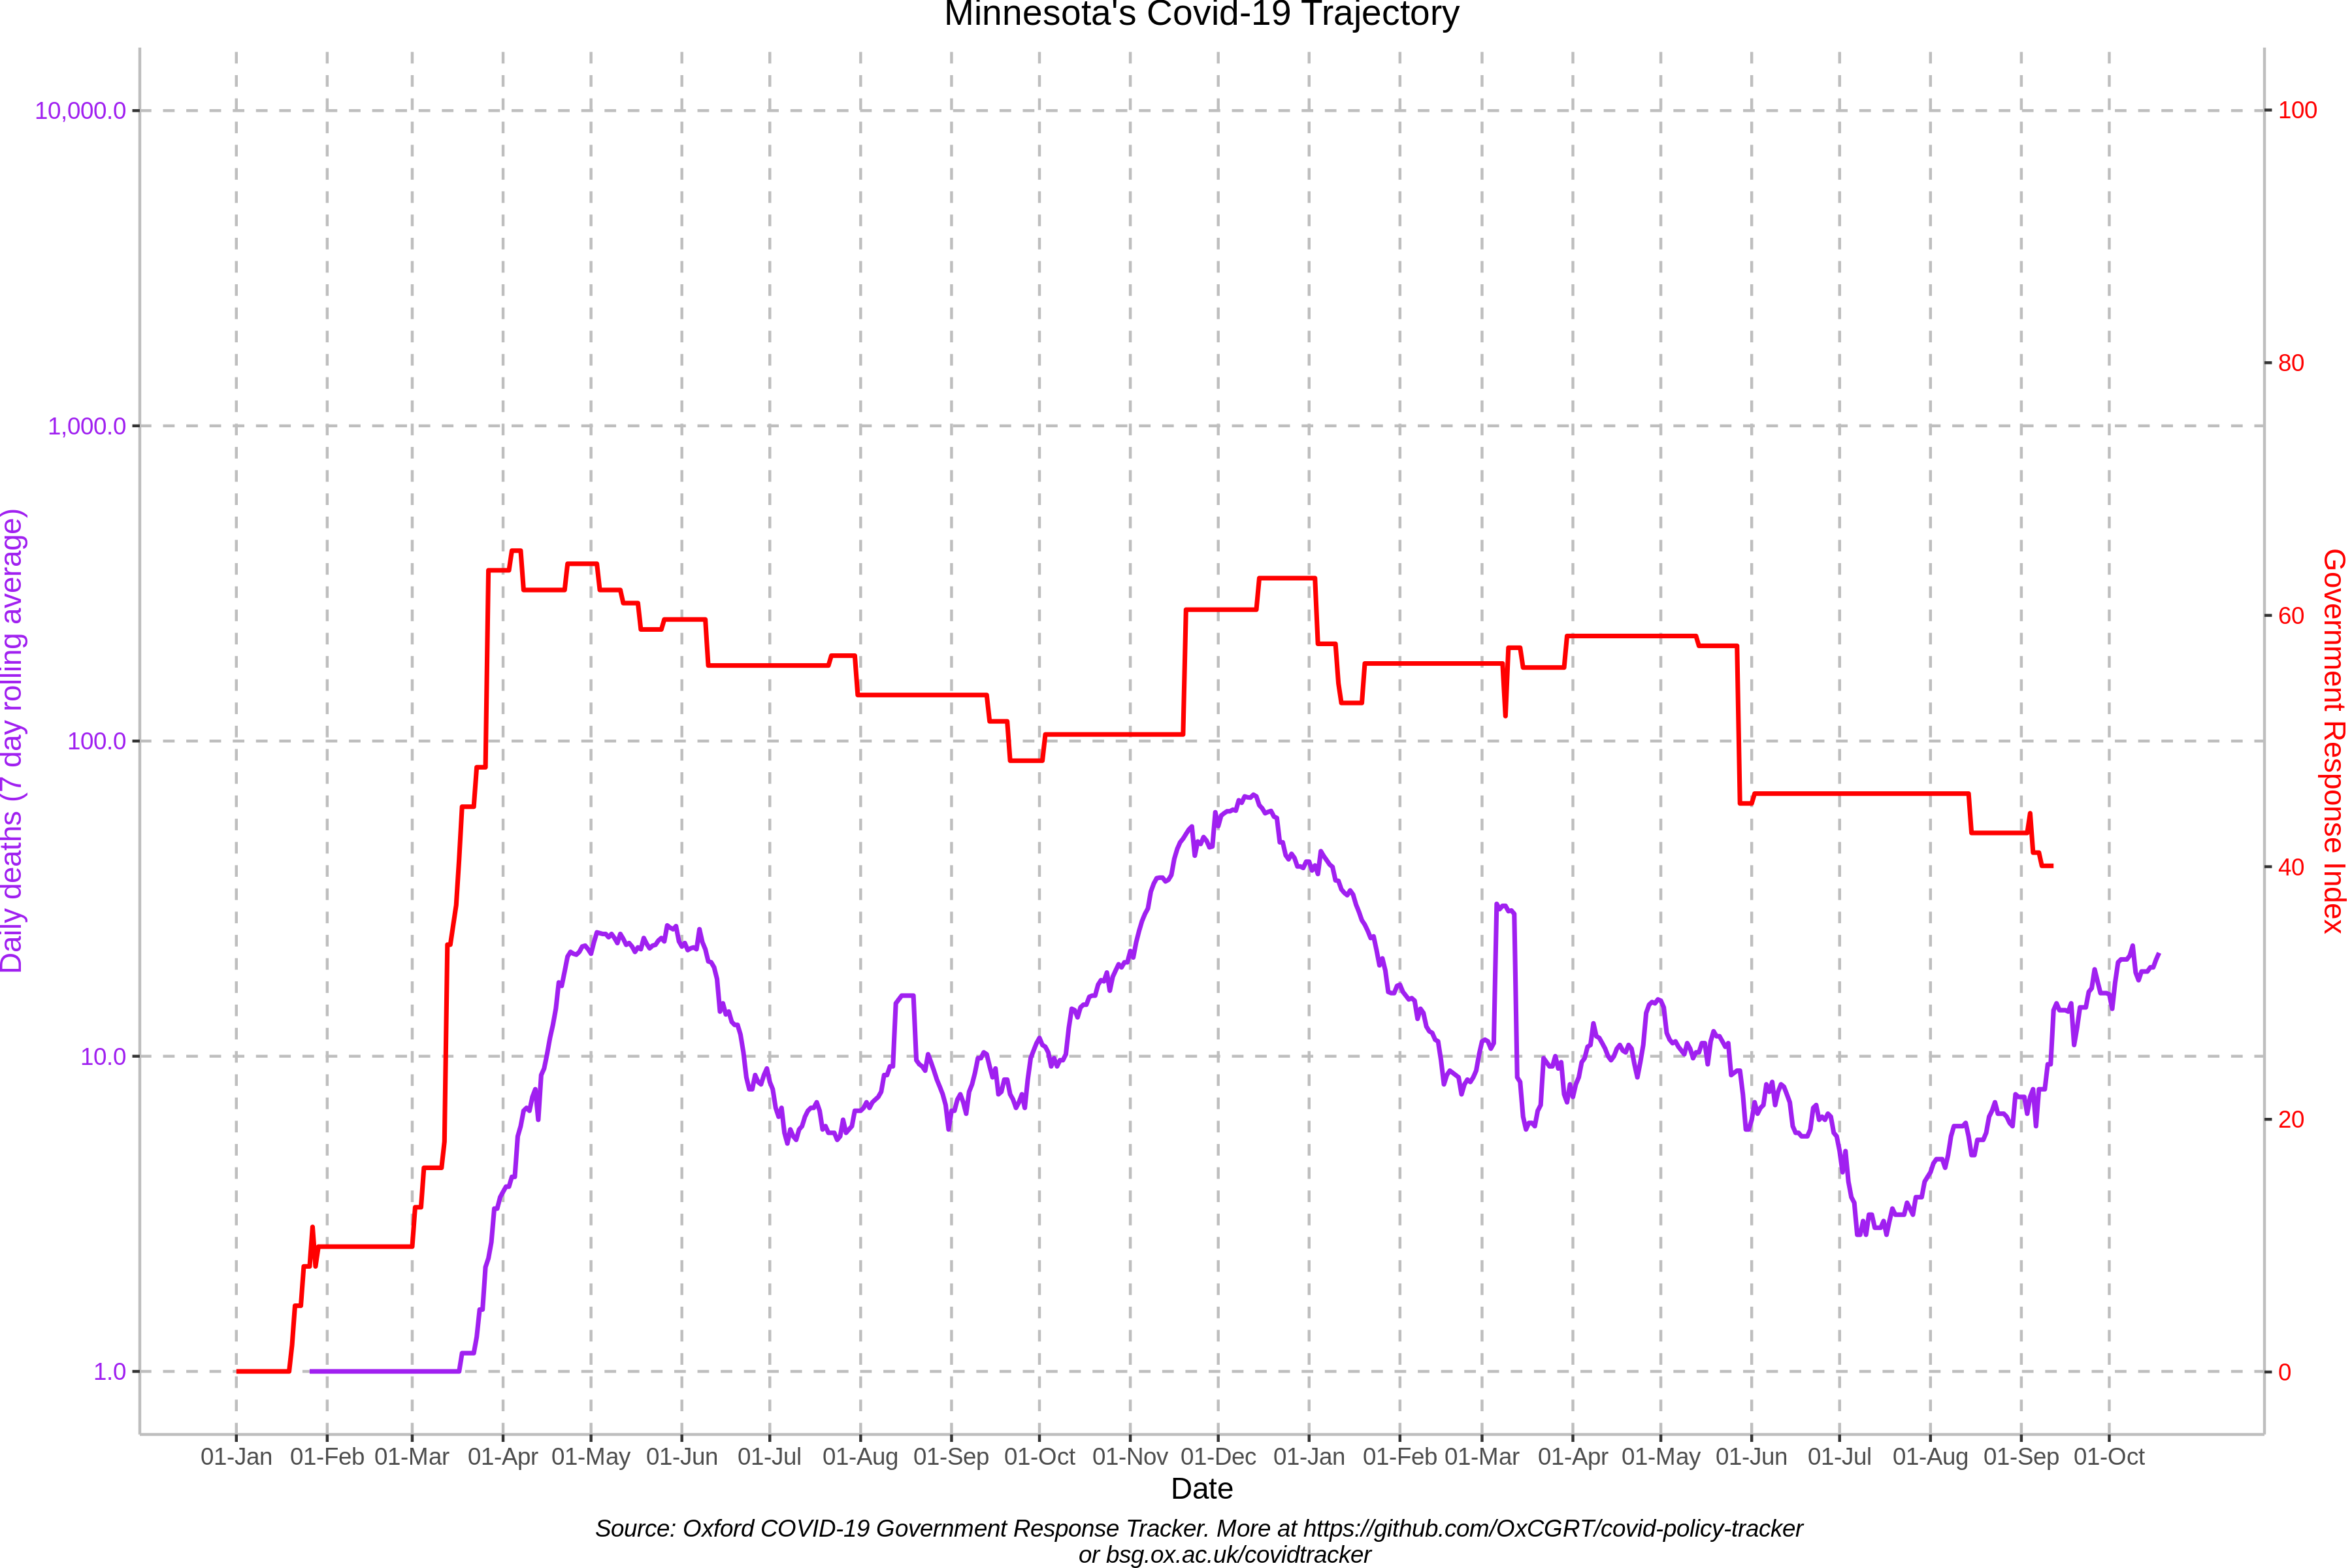 Minnesota's Covid-19 Trajectory
10,000.0
1,000.0
100.0
10.0
1.0
Daily deaths (7 day rolling average)
100
80
60
40
20
0
Government Response Index
01-Jan 01-Feb 01-Mar 01-Apr 01-May 01-Jun 01-Jul 01-Aug 01-Sep 01-Oct 01-Nov 01-Dec 01-Jan 01-Feb 01-Mar 01-Apr 01-May 01-Jun 01-Jul 01-Aug 01-Sep 01-Oct
Date
Source: Oxford COVID-19 Government Response Tracker. More at https://github.com/OxCGRT/covid-policy-tracker
or bsg.ox.ac.uk/covidtracker